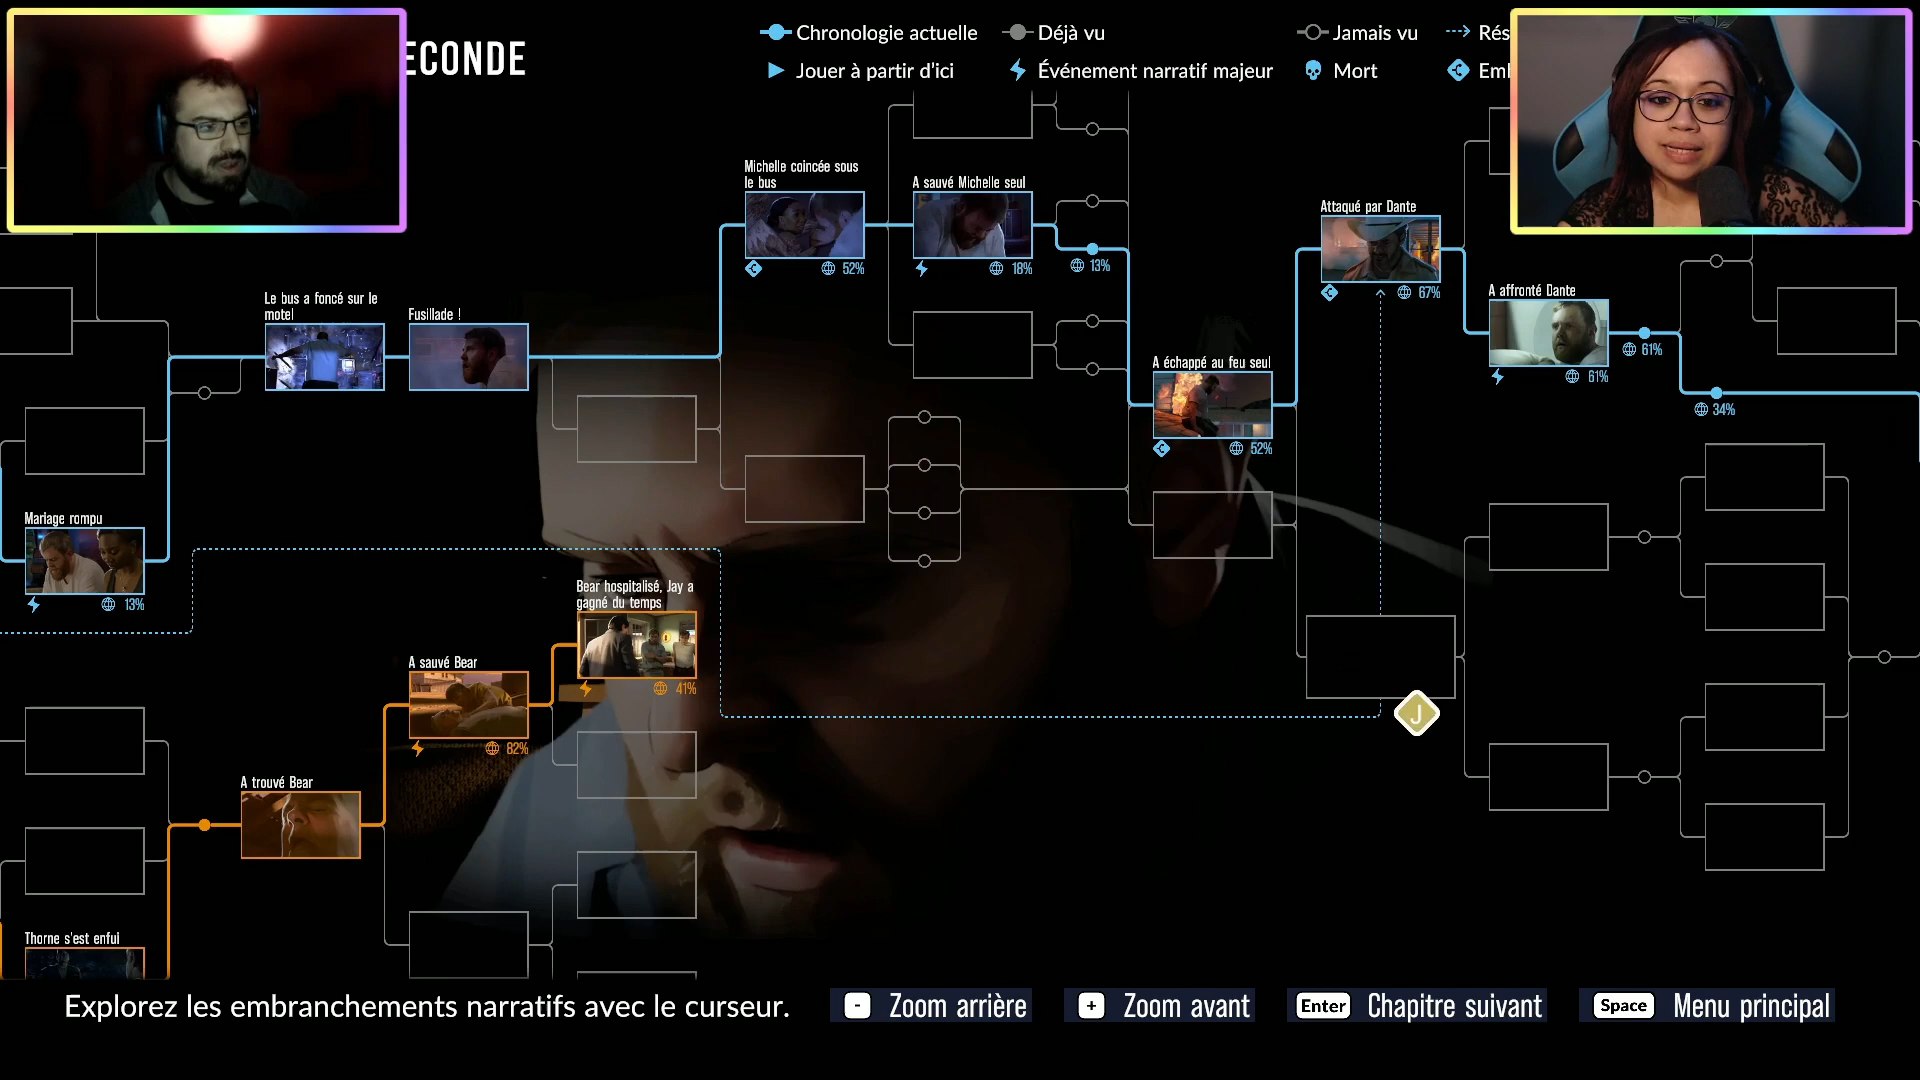 ECONDE
Chronologie actuelle
Déjà vu
Jamais vu
Rés
Jouer à partir d'ici
Événement narratif majeur
Mort
Emb
Michelle coincée sous
le bus
52%
A sauvé Michelle seul
18%
13%
Attaqué par Dante
67%
A affronté Dante
61%
61%
34%
Le bus a foncé sur le
motel
Fusillade !
A échappé au feu seul
52%
Mariage rompu
13%
Bear hospitalisé, Jay a
gagné du temps
41%
A sauvé Bear
82%
A trouvé Bear
J
Thorne s'est enfui
Explorez les embranchements narratifs avec le curseur.
- Zoom arrière
+ Zoom avant
Enter Chapitre suivant
Space Menu principal